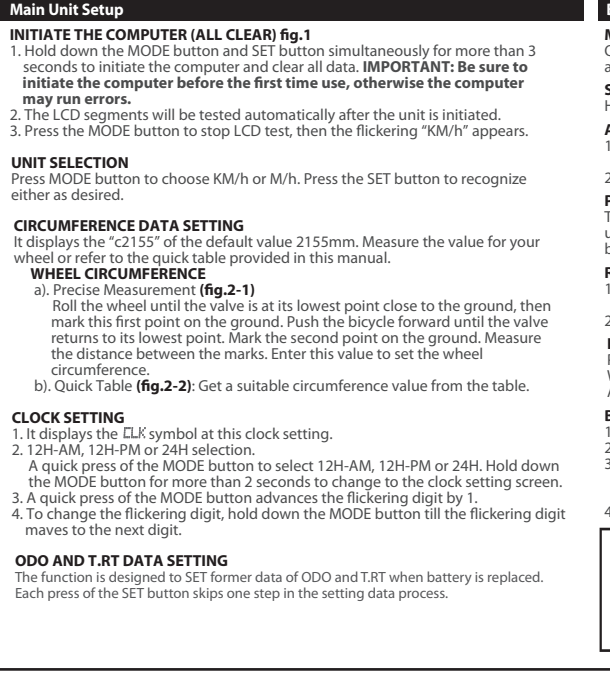 Main Unit Setup
INITIATE THE COMPUTER (ALL CLEAR) fig.1
1. Hold down the MODE button and SET button simultaneously for more than 3
seconds to initiate the computer and clear all data. IMPORTANT: Be sure to
initiate the computer before the first time use, otherwise the computer
may run errors.
2. The LCD segments will be tested automatically after the unit is initiated.
3. Press the MODE button to stop LCD test, then the flickering “KM/h” appears.
UNIT SELECTION
Press MODE button to choose KM/h or M/h. Press the SET button to recognize
either as desired.
CIRCUMFERENCE DATA SETTING
It displays the “c2155” of the default value 2155mm. Measure the value for your
wheel or refer to the quick table provided in this manual.
WHEEL CIRCUMFERENCE
a). Precise Measurement (fig.2-1)
Roll the wheel until the valve is at its lowest point close to the ground, then
mark this first point on the ground. Push the bicycle forward until the valve
returns to its lowest point. Mark the second point on the ground. Measure
the distance between the marks. Enter this value to set the wheel
circumference.
b). Quick Table (fig.2-2): Get a suitable circumference value from the table.
CLOCK SETTING
1. It displays the CLK symbol at this clock setting.
2. 12H-AM, 12H-PM or 24H selection.
A quick press of the MODE button to select 12H-AM, 12H-PM or 24H. Hold down
the MODE button for more than 2 seconds to change to the clock setting screen.
3. A quick press of the MODE button advances the flickering digit by 1.
4. To change the flickering digit, hold down the MODE button till the flickering digit
maves to the next digit.
ODO AND T.RT DATA SETTING
The function is designed to SET former data of ODO and T.RT when battery is replaced.
Each press of the SET button skips one step in the setting data process.